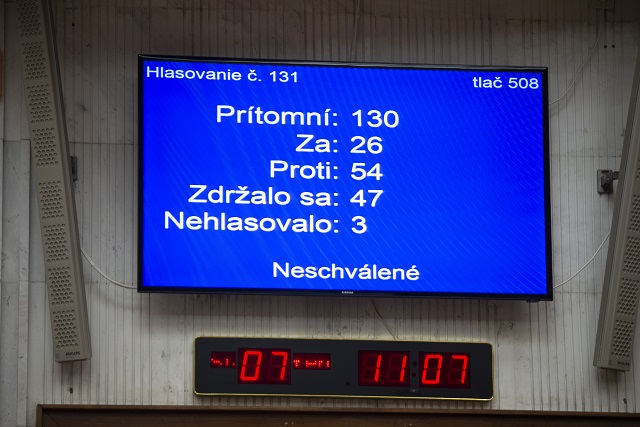 Hlasovanie č. 131
tlač 508
Prítomní: 130
Za: 26
Proti: 54
Zdržalo sa: 47
Nehlasovalo: 3
Neschválené
07 11:07
PHILIPS